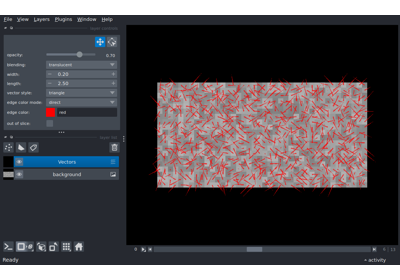 File View Layers Plugins Window Help
opacity: 0.70
blending: translucent
width: 0.20
length: 2.50
vector style: triangle
edge color mode: direct
edge color: red
out of slice:
Vectors
background
Ready
activity